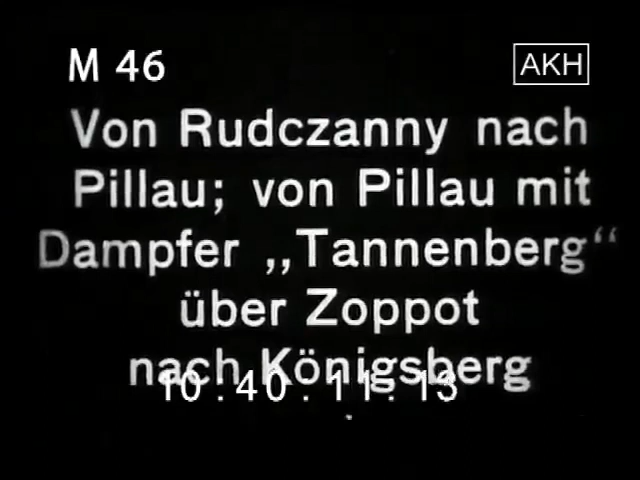 M 46
AKH
Von Rudczanny nach
Pillau; von Pillau mit
Dampfer „Tannenberg“
über Zoppot
nach Königsberg
10:40:11:13